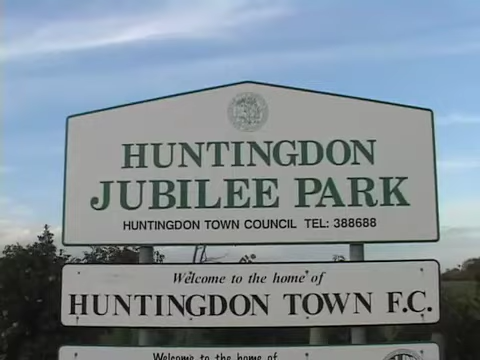 HUNTINGDON
JUBILEE PARK
HUNTINGDON TOWN COUNCIL TEL: 388688
Welcome to the home of
HUNTINGDON TOWN F.C.
Welcome to the home of